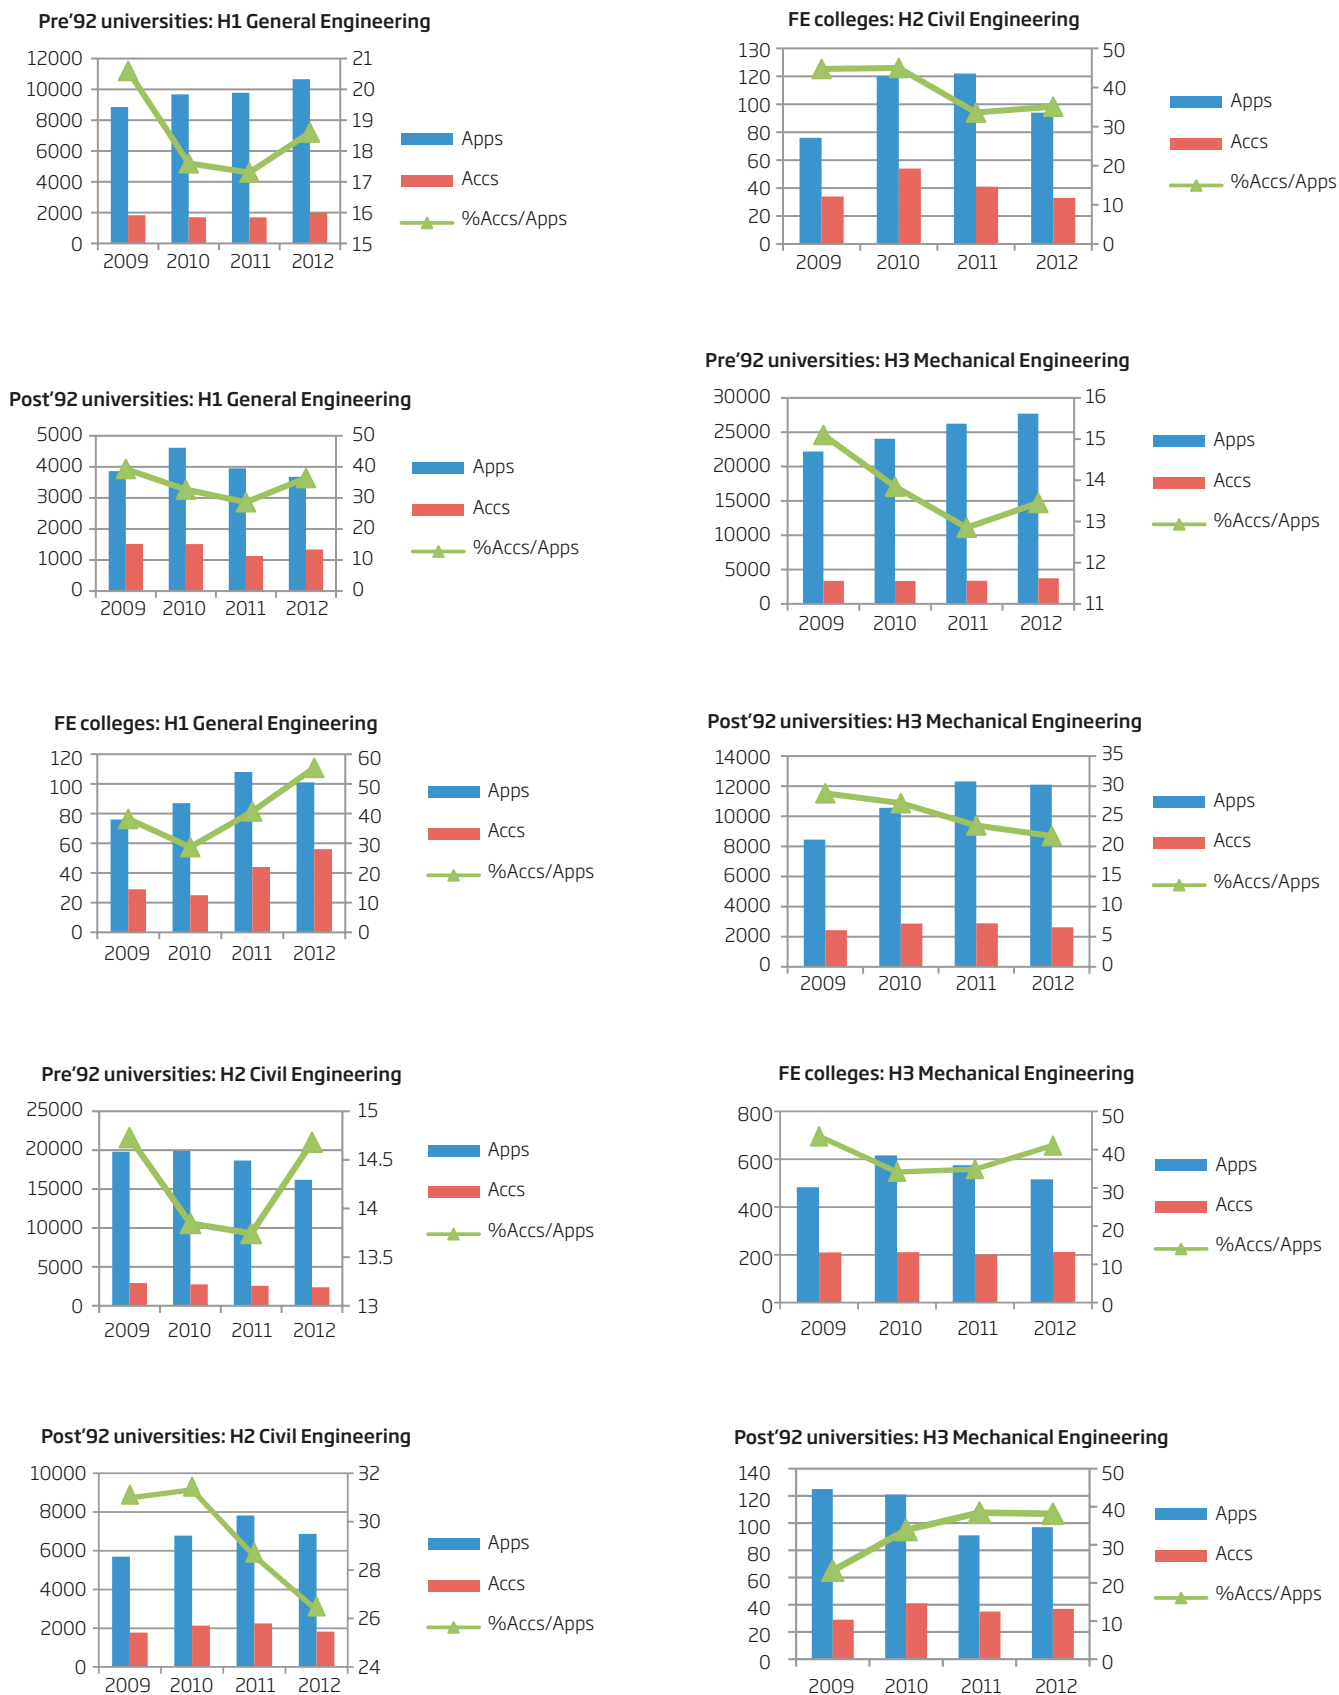 Pre'92 universities: H1 General Engineering
12000
10000
8000
6000
4000
2000
0
21
20
19
18
17
16
15
2009 2010 2011 2012
Apps
Accs
%Accs/Apps
Post'92 universities: H1 General Engineering
5000
4000
3000
2000
1000
0
50
40
30
20
10
0
2009 2010 2011 2012
Apps
Accs
%Accs/Apps
FE colleges: H1 General Engineering
120
100
80
60
40
20
0
60
50
40
30
20
10
0
2009 2010 2011 2012
Apps
Accs
%Accs/Apps
Pre'92 universities: H2 Civil Engineering
25000
20000
15000
10000
5000
0
15
14.5
14
13.5
13
2009 2010 2011 2012
Apps
Accs
%Accs/Apps
Post'92 universities: H2 Civil Engineering
10000
8000
6000
4000
2000
0
32
30
28
26
24
2009 2010 2011 2012
Apps
Accs
%Accs/Apps
FE colleges: H2 Civil Engineering
130
120
100
80
60
40
20
0
50
40
30
20
10
0
2009 2010 2011 2012
Apps
Accs
%Accs/Apps
Pre'92 universities: H3 Mechanical Engineering
30000
25000
20000
15000
10000
5000
0
16
15
14
13
12
11
2009 2010 2011 2012
Apps
Accs
%Accs/Apps
Post'92 universities: H3 Mechanical Engineering
14000
12000
10000
8000
6000
4000
2000
0
35
30
25
20
15
10
5
0
2009 2010 2011 2012
Apps
Accs
%Accs/Apps
FE colleges: H3 Mechanical Engineering
800
600
400
200
0
50
40
30
20
10
0
2009 2010 2011 2012
Apps
Accs
%Accs/Apps
Post'92 universities: H3 Mechanical Engineering
140
120
100
80
60
40
20
0
50
40
30
20
10
0
2009 2010 2011 2012
Apps
Accs
%Accs/Apps